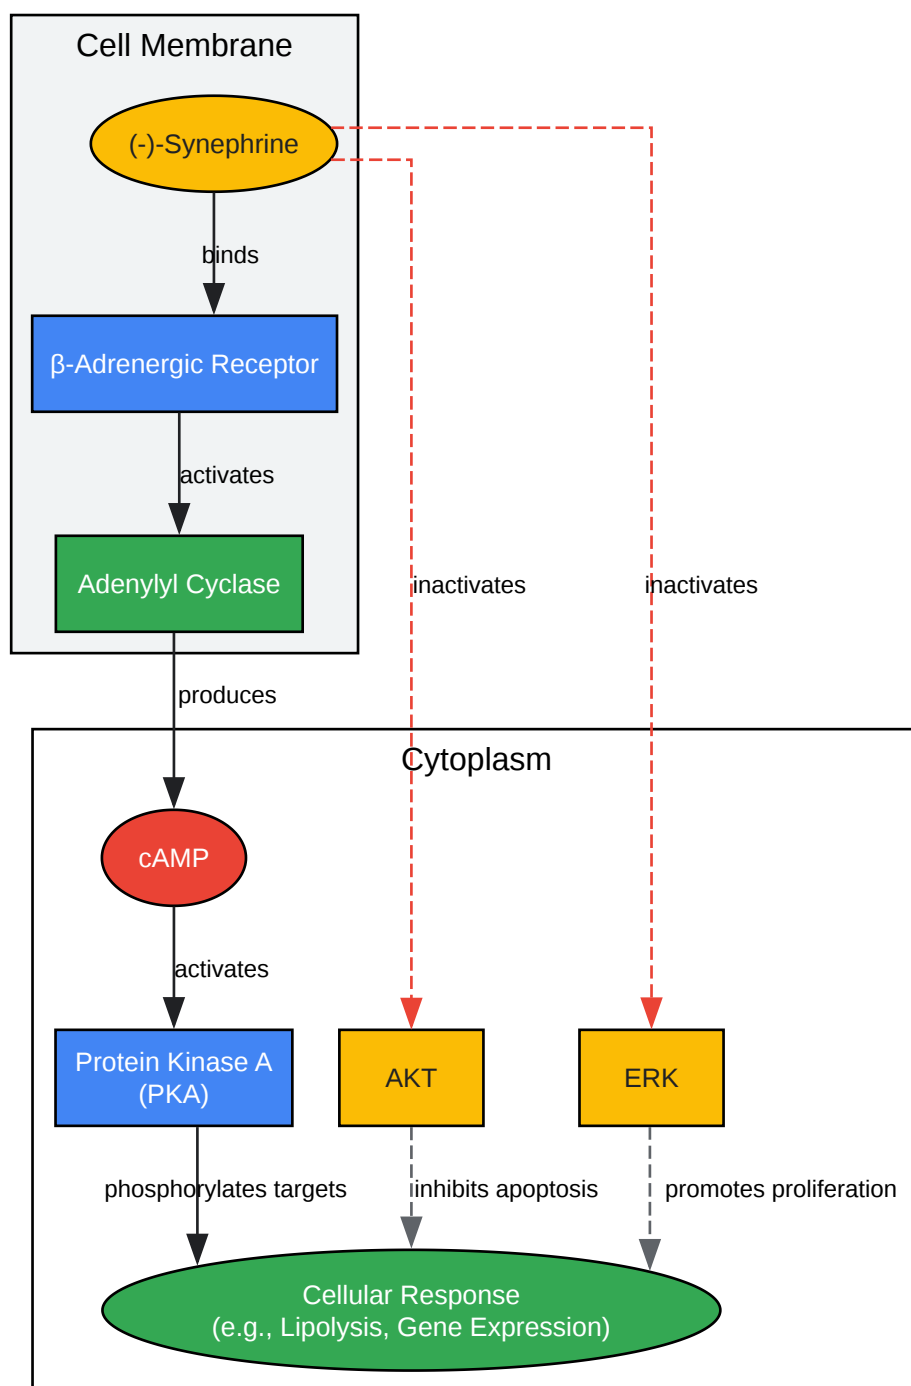 Cell Membrane
(-)-Synephrine
binds
β-Adrenergic Receptor
activates
Adenylyl Cyclase
inactivates
inactivates
produces
Cytoplasm
cAMP
activates
Protein Kinase A
(PKA)
AKT
ERK
phosphorylates targets
inhibits apoptosis
promotes proliferation
Cellular Response
(e.g., Lipolysis, Gene Expression)